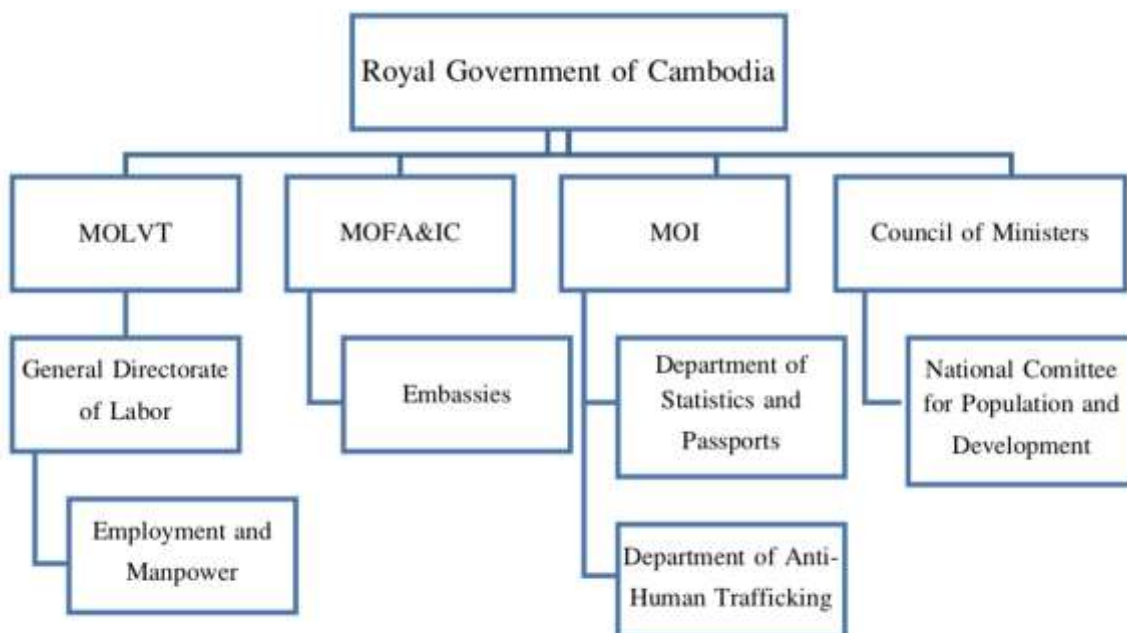 Royal Government of Cambodia
MOLVT
MOFA&IC
MOI
Council of Ministers
General Directorate
of Labor
Embassies
Department of
Statistics and
Passports
National Comittee
for Population and
Development
Employment and
Manpower
Department of Anti-
Human Trafficking